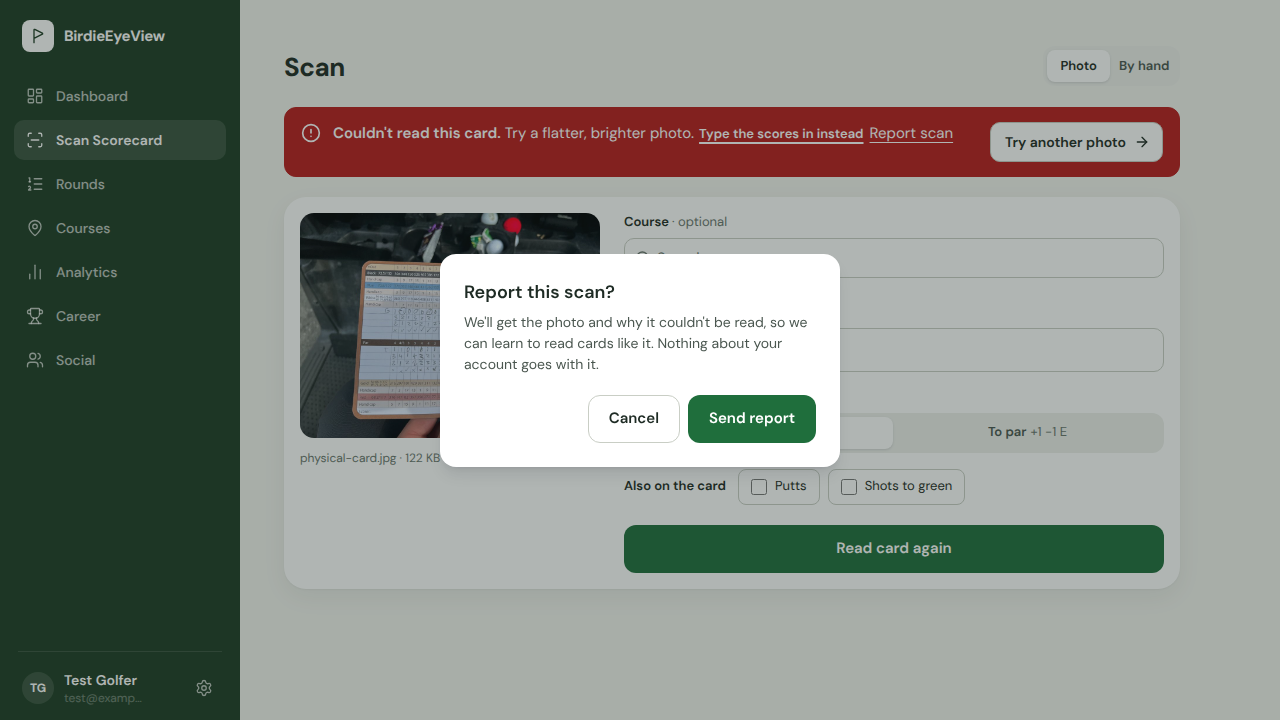 BirdieEyeView
Dashboard
Scan Scorecard
Rounds
Courses
Analytics
Career
Social
TG
Test Golfer
test@examp...
Scan
Photo
By hand
Couldn't read this card. Try a flatter, brighter photo. Type the scores in instead Report scan
Try another photo
Course · optional
physical-card.jpg · 122 KB
Report this scan?
We'll get the photo and why it couldn't be read, so we
can learn to read cards like it. Nothing about your
account goes with it.
Cancel
Send report
To par +1 -1 E
Also on the card
Putts
Shots to green
Read card again